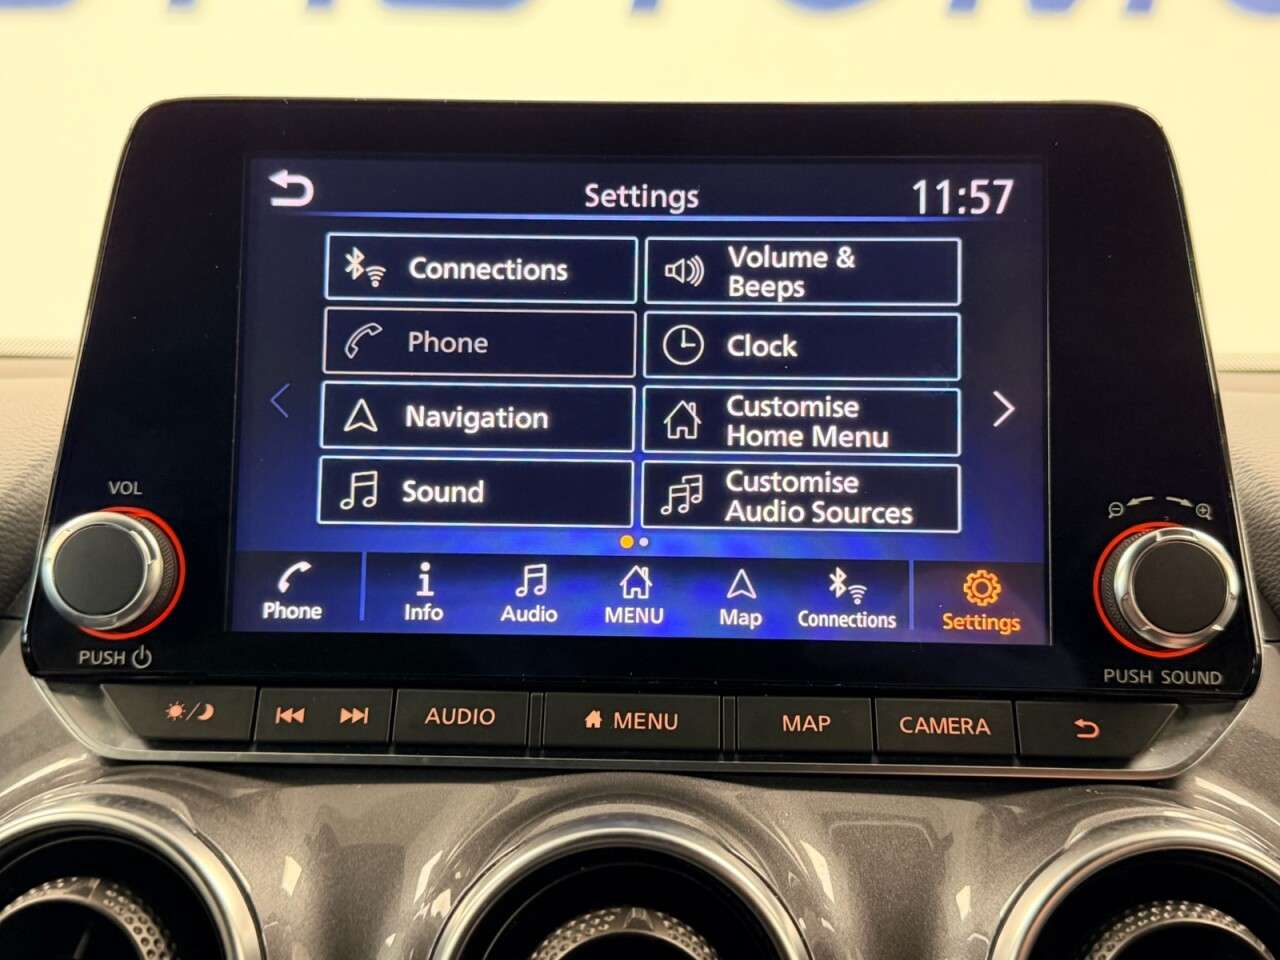 Settings
11:57
Connections
Volume &
Beeps
Phone
Clock
Navigation
Customise
Home Menu
Sound
Customise
Audio Sources
Phone
Info
Audio
MENU
Map
Connections
Settings
VOL
PUSH
PUSH SOUND
AUDIO
MENU
MAP
CAMERA